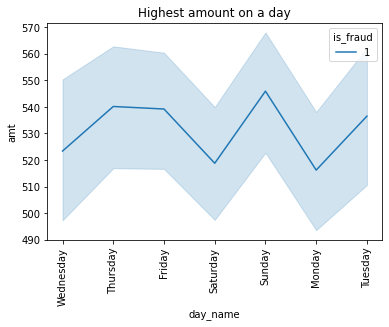 Highest amount on a day
is_fraud
1
amt
570
560
550
540
530
520
510
500
490
Wednesday
Thursday
Friday
Saturday
Sunday
Monday
Tuesday
day_name